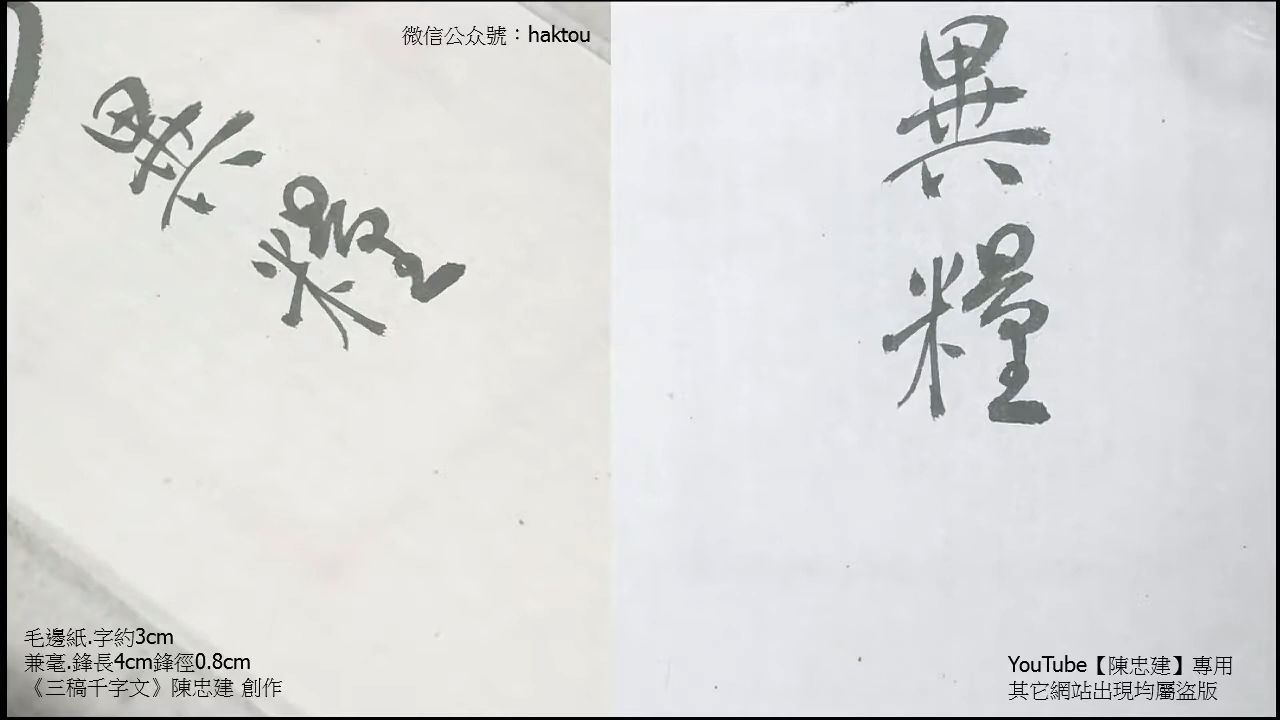 微信公众號：haktou
異糧
異糧
毛邊紙.字約3cm
兼毫.鋒長4cm鋒徑0.8cm
《三稿千字文》陳忠建 創作
YouTube【陳忠建】專用
其它網站出現均屬盜版